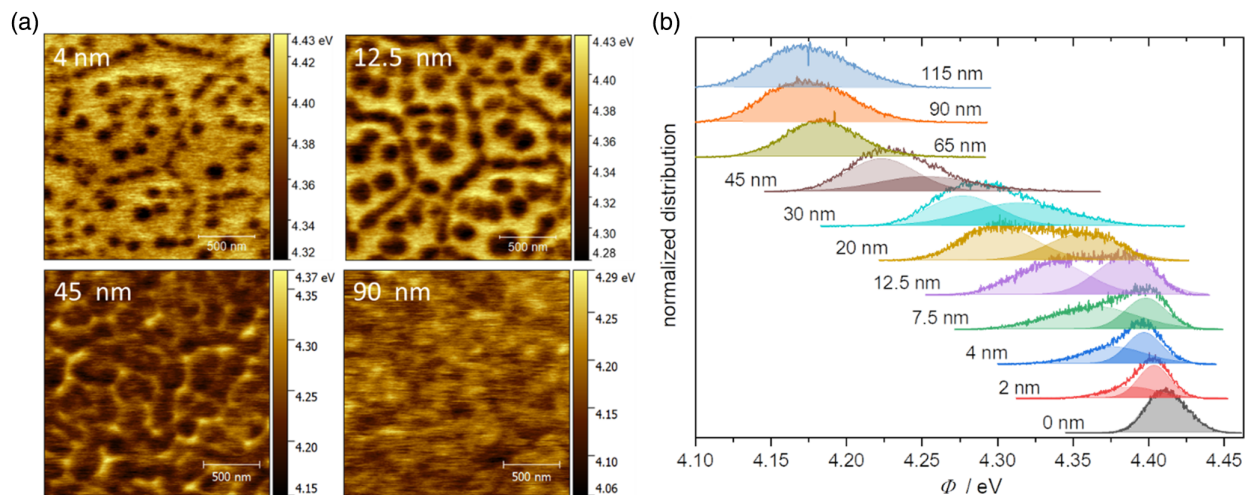 (a)
4 nm
500 nm
4.43 eV
4.40
4.38
4.36
4.34
4.32
12.5 nm
500 nm
4.43 eV
4.40
4.38
4.36
4.34
4.32
4.30
4.28
45 nm
500 nm
4.37 eV
4.35
4.30
4.25
4.20
4.15
90 nm
500 nm
4.29 eV
4.25
4.20
4.15
4.10
4.06
(b)
normalized distribution
115 nm
90 nm
65 nm
45 nm
30 nm
20 nm
12.5 nm
7.5 nm
4 nm
2 nm
0 nm
4.10 4.15 4.20 4.25 4.30 4.35 4.40 4.45
Φ / eV